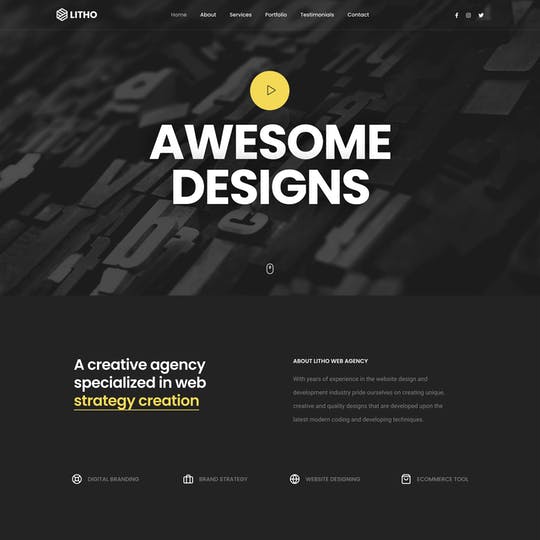 LITHO
Home About Services Portfolio Testimonials Contact
AWESOME
DESIGNS
A creative agency
specialized in web
strategy creation
ABOUT LITHO WEB AGENCY
With years of experience in the website design and
development industry pride ourselves on creating unique,
creative and quality designs that are developed upon the
latest modern coding and developing techniques.
DIGITAL BRANDING BRAND STRATEGY WEBSITE DESIGNING ECOMMERCE TOOL